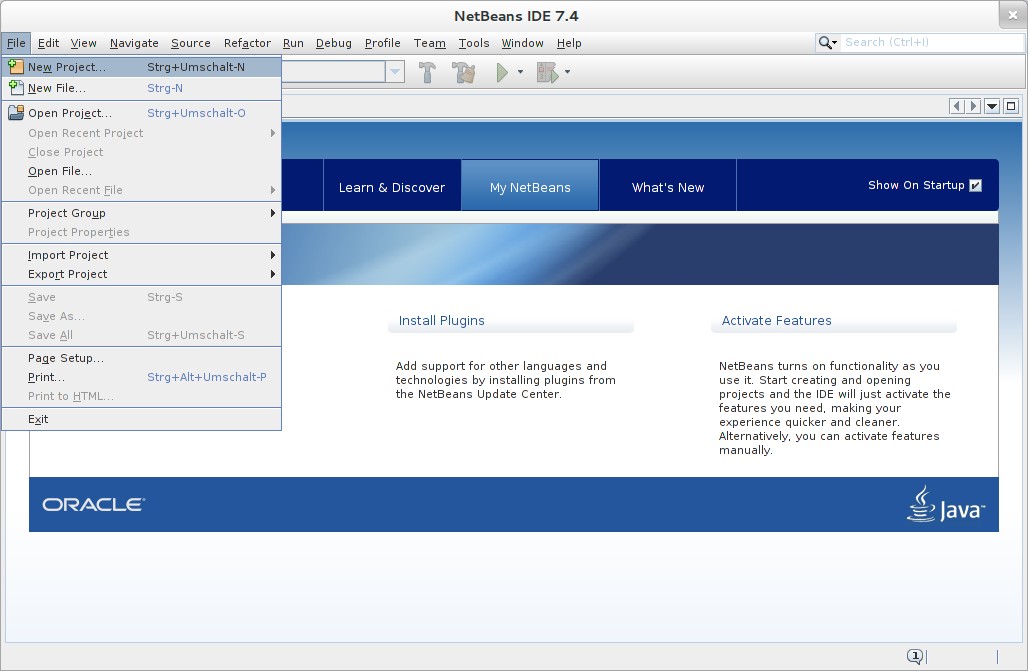 NetBeans IDE 7.4
File Edit View Navigate Source Refactor Run Debug Profile Team Tools Window Help
Search (Ctrl+I)
New Project... Strg+Umschalt-N
New File... Strg-N
Open Project... Strg+Umschalt-O
Open Recent Project
Close Project
Open File...
Open Recent File
Project Group
Project Properties
Import Project
Export Project
Save Strg-S
Save As...
Save All Strg+Umschalt-S
Page Setup...
Print... Strg+Alt+Umschalt-P
Print to HTML...
Exit
Learn & Discover My NetBeans What's New Show On Startup
Install Plugins
Add support for other languages and
technologies by installing plugins from
the NetBeans Update Center.
Activate Features
NetBeans turns on functionality as you
use it. Start creating and opening
projects and the IDE will just activate the
features you need, making your
experience quicker and cleaner.
Alternatively, you can activate features
manually.
ORACLE
Java
1